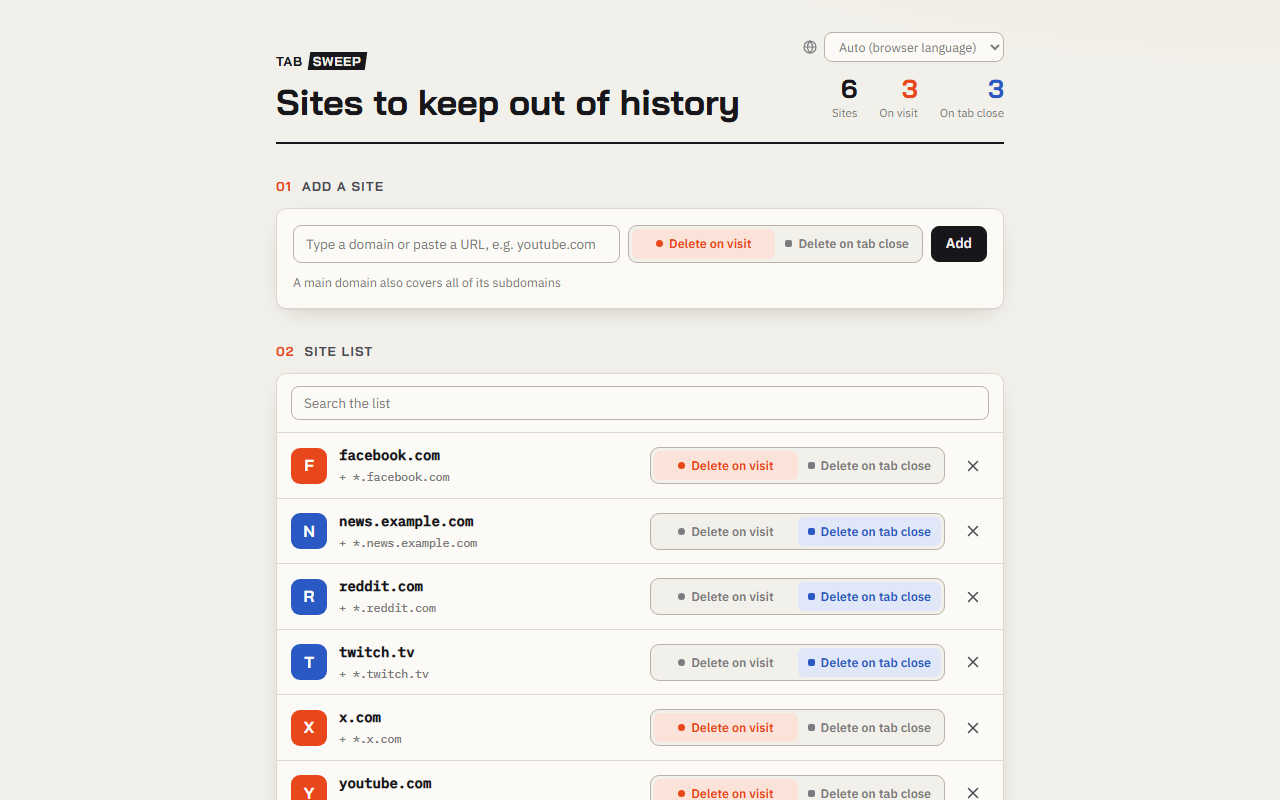 TAB SWEEP
Auto (browser language)
Sites to keep out of history
6 3 3
Sites On visit On tab close
01 ADD A SITE
Type a domain or paste a URL, e.g. youtube.com Delete on visit Delete on tab close Add
A main domain also covers all of its subdomains
02 SITE LIST
Search the list
F facebook.com Delete on visit Delete on tab close
+ *.facebook.com
N news.example.com Delete on visit Delete on tab close
+ *.news.example.com
R reddit.com Delete on visit Delete on tab close
+ *.reddit.com
T twitch.tv Delete on visit Delete on tab close
+ *.twitch.tv
X x.com Delete on visit Delete on tab close
+ *.x.com
Y youtube.com Delete on visit Delete on tab close